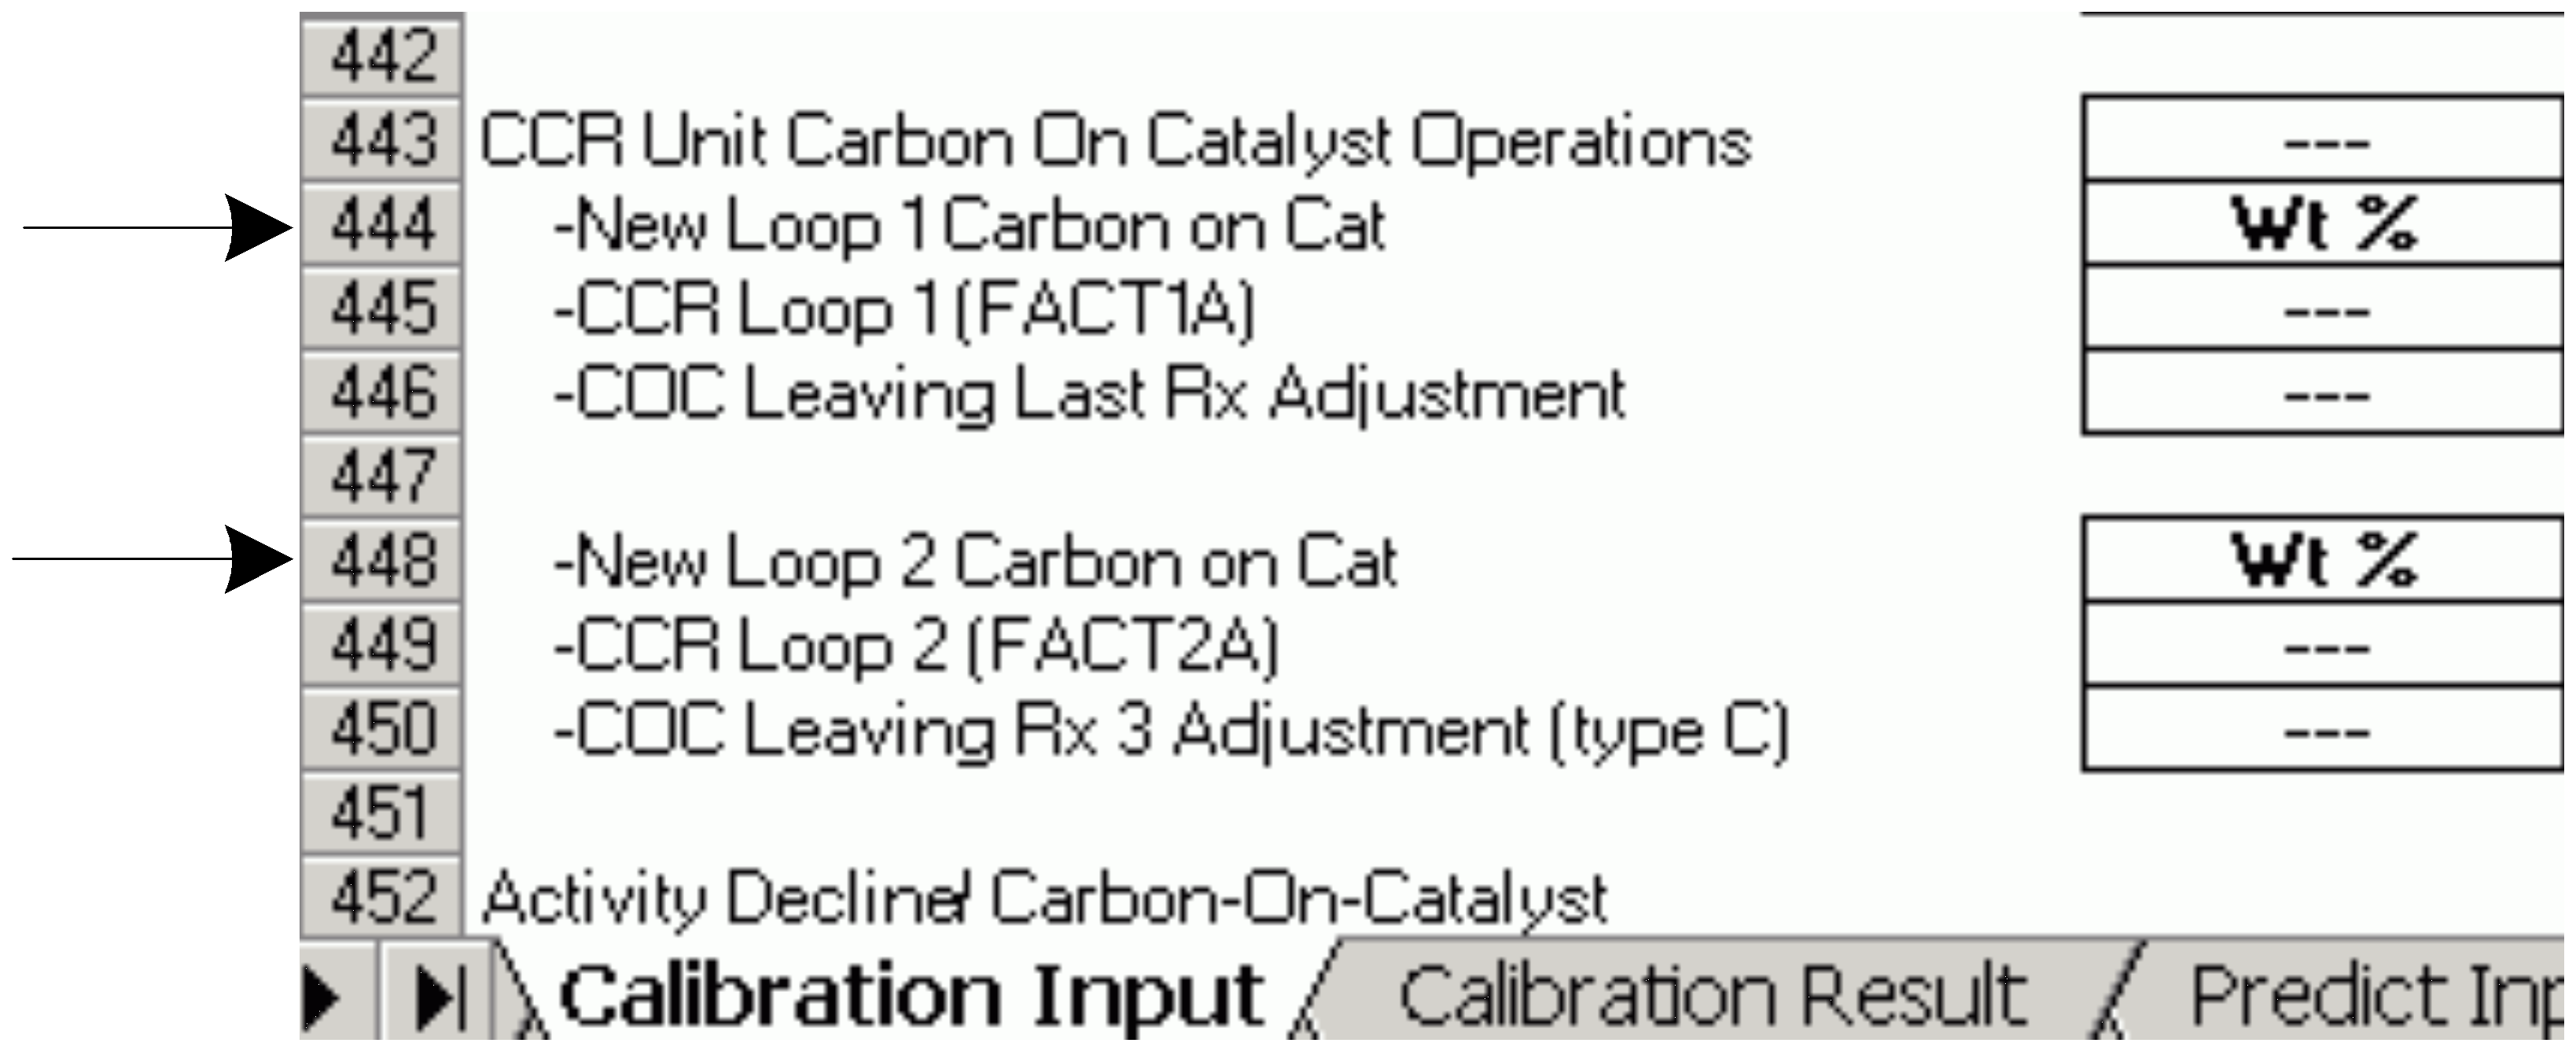 442
443 CCR Unit Carbon On Catalyst Operations ---
444 -New Loop 1 Carbon on Cat Wt %
445 -CCR Loop 1 (FACT1A) ---
446 -COC Leaving Last Rx Adjustment ---
447
448 -New Loop 2 Carbon on Cat Wt %
449 -CCR Loop 2 (FACT2A) ---
450 -COC Leaving Rx 3 Adjustment (type C) ---
451
452 Activity Decline/ Carbon-On-Catalyst
Calibration Input Calibration Result Predict Inp